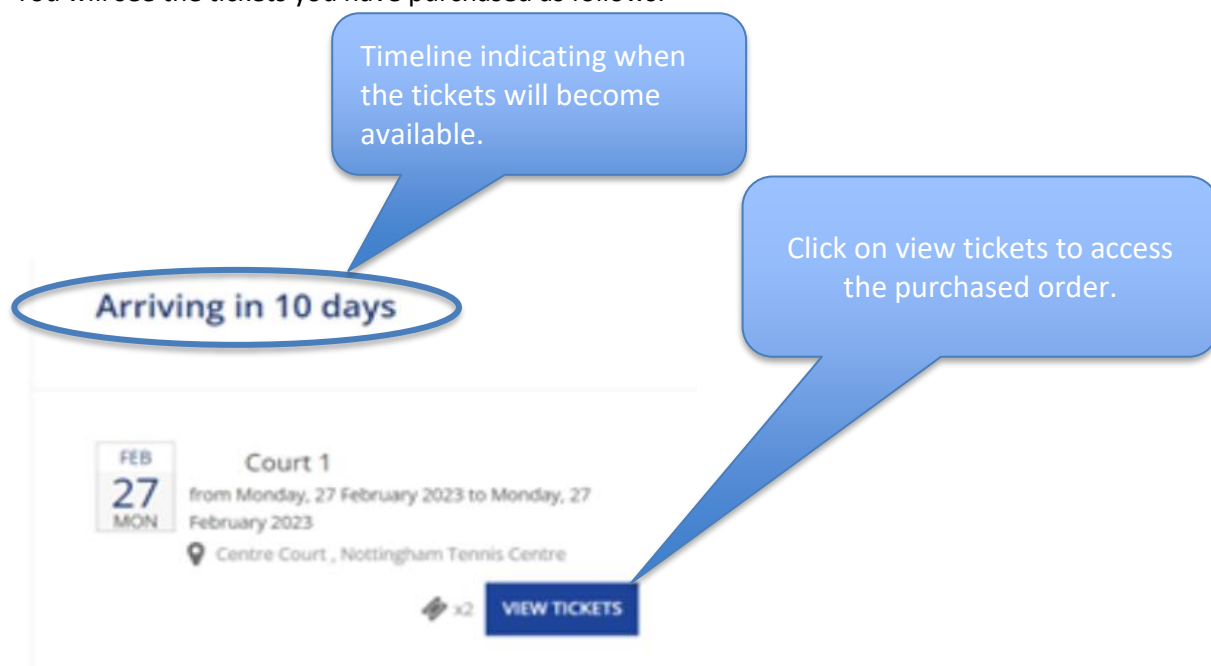 You will see the tickets you have purchased as follows:
Timeline indicating when
the tickets will become
available.
Click on view tickets to access
the purchased order.
Arriving in 10 days
FEB
27
MON
Court 1
from Monday, 27 February 2023 to Monday, 27
February 2023
Centre Court , Nottingham Tennis Centre
x2
VIEW TICKETS